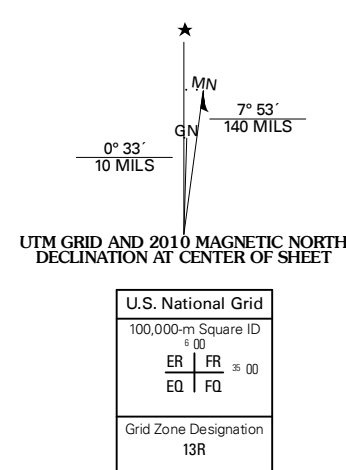 ★
MN
7° 53´
140 MILS
GN
0° 33´
10 MILS
UTM GRID AND 2010 MAGNETIC NORTH
DECLINATION AT CENTER OF SHEET
U.S. National Grid
100,000-m Square ID
6 00
ER FR 35 00
EQ FQ
Grid Zone Designation
13R